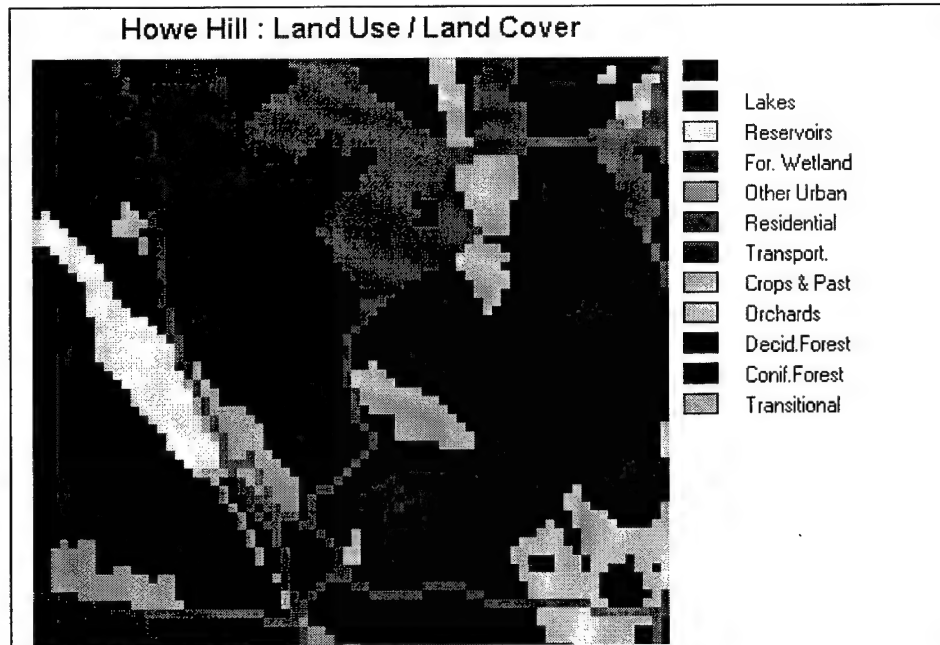 Howe Hill : Land Use / Land Cover
Lakes
Reservoirs
For. Wetland
Other Urban
Residential
Transport.
Crops & Past
Orchards
Decid.Forest
Conif.Forest
Transitional